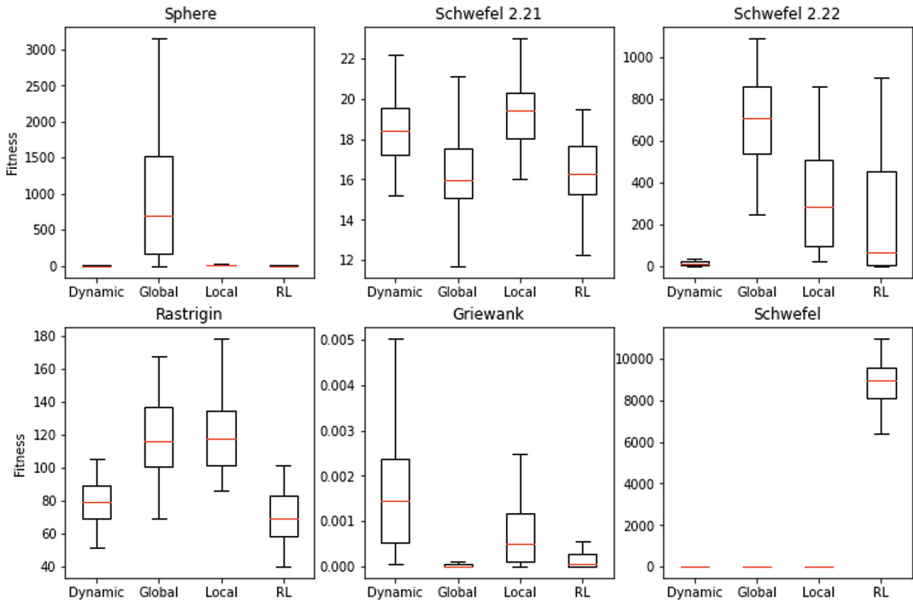 Sphere
Schwefel 2.21
Schwefel 2.22
Fitness
3000
2500
2000
1500
1000
500
0
22
20
18
16
14
12
1000
800
600
400
200
0
Dynamic Global Local RL
Dynamic Global Local RL
Dynamic Global Local RL
Rastrigin
Griewank
Schwefel
Fitness
180
160
140
120
100
80
60
40
0.005
0.004
0.003
0.002
0.001
0.000
10000
8000
6000
4000
2000
0
Dynamic Global Local RL
Dynamic Global Local RL
Dynamic Global Local RL